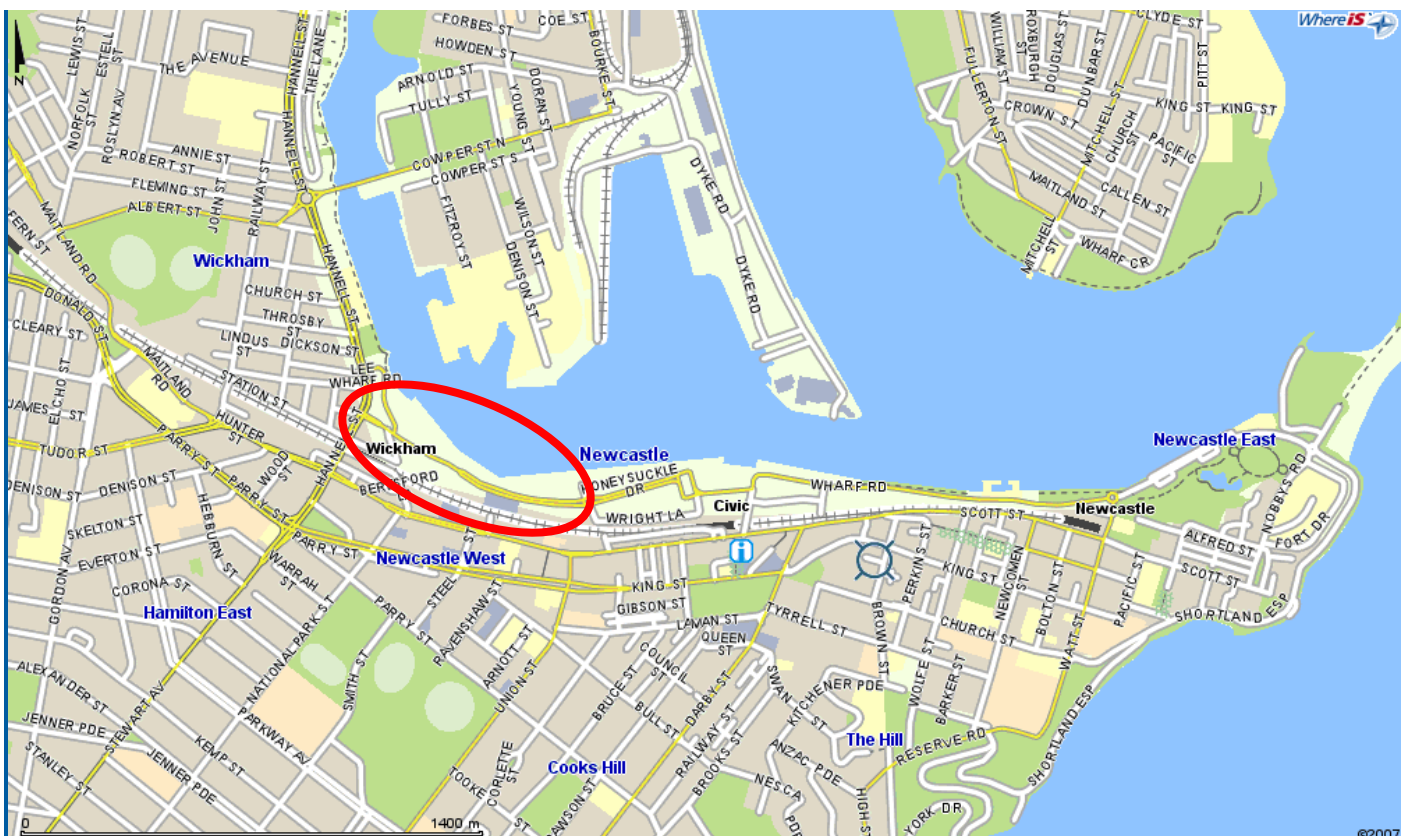 FORBES ST
COE ST
HOWDEN ST
BOURKE ST
ARNOLD ST
TULLY ST
DORAN ST
YOUNG ST
COWPER ST N
COWPER ST S
FITZROY ST
WILSON ST
DENISON ST
DYKE RD
DYKE RD
LEWIS ST
ESTELL ST
THE AVENUE
HANNELL ST
THE LANE
NORFOLK ST
ROSLYN AV
ANNIE ST
ROBERT ST
FLEMING ST
ALBERT ST
JOHN ST
RAILWAY ST
HANNELL ST
FERN ST
MAITLAND RD
Wickham
HANNELL ST
DONALD ST
CHURCH ST
THROSBY ST
LINDUS ST
DICKSON ST
CLEARY ST
ELCHO ST
MAITLAND RD
STATION ST
LEE WHARF RD
JAMES ST
HUNTER ST
TUDOR ST
PARRY ST
WOOD ST
Wickham
BERESFORD
DENISON ST
DENISON ST
PARRY ST
SKELTON ST
HEBBURN ST
EVERTON ST
PARRY ST
WARRAH ST
CORONA ST
GORDON AV
Newcastle West
Hamilton East
NATIONAL PARK ST
PARRY ST
RAVENSHAW ST
ARNOTT ST
UNION ST
SMITH ST
ALEXANDER ST
STEWART AV
PARKWAY AV
JENNER PDE
KEMP ST
JENNER PDE
STANLEY ST
TOOKE ST
CORLETTE ST
DAWSON ST
Cooks Hill
BRUCE ST
BULL ST
COUNCIL ST
DARBY ST
RAILWAY ST
BROOKS ST
Newcastle
HONEYSUCKLE DR
WRIGHT LA
Civic
i
WHARF RD
KING ST
GIBSON ST
LAMAN ST
QUEEN ST
TYRRELL ST
SWAN ST
KITCHENER PDE
ANZAC PDE
NESCA PDE
BROWN ST
PERKINS ST
KING ST
NEWCOMEN ST
WOLFE ST
BARKER ST
CHURCH ST
BOLTON ST
WATT ST
PACIFIC ST
SCOTT ST
Newcastle
Newcastle East
NOBBYS RD
FORT DR
ALFRED ST
SCOTT ST
SHORTLAND ESP
SHORTLAND ESP
The Hill
RESERVE RD
HIGH ST
YORK DR
WILLIAM ST
ROXBURGH ST
DOUGLAS ST
DUNBAR ST
CLYDE ST
PITT ST
FULLERTON ST
CROWN ST
MITCHELL ST
CHURCH ST
KING ST
KING ST
PACIFIC ST
MAITLAND ST
CALLEN ST
WHARF CR
MITCHELL ST
Whereis
N
0
1400 m
©2007